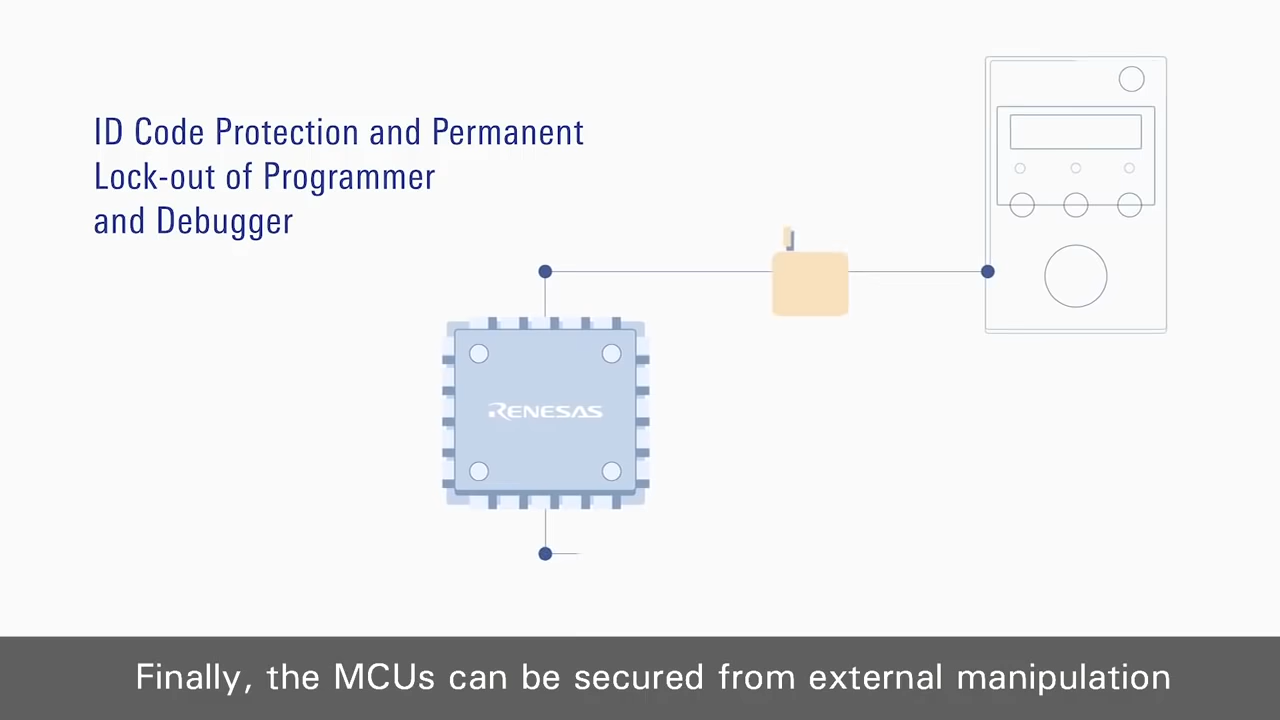 ID Code Protection and Permanent
Lock-out of Programmer
and Debugger
RENESAS
Finally, the MCUs can be secured from external manipulation